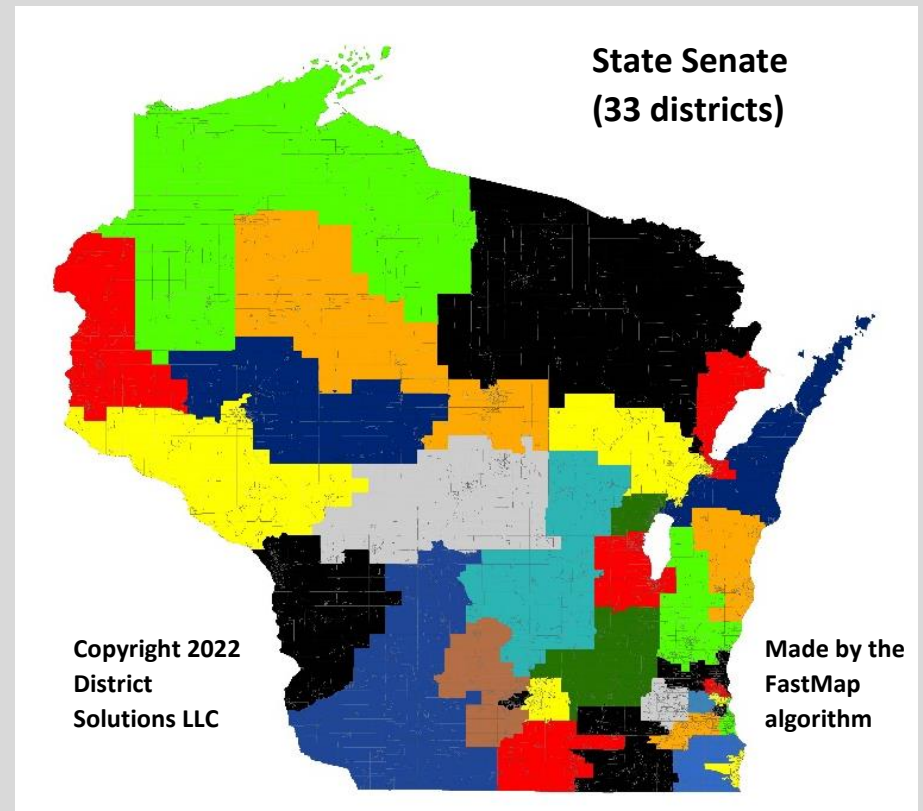 State Senate
(33 districts)
Copyright 2022
District
Solutions LLC
Made by the
FastMap
algorithm